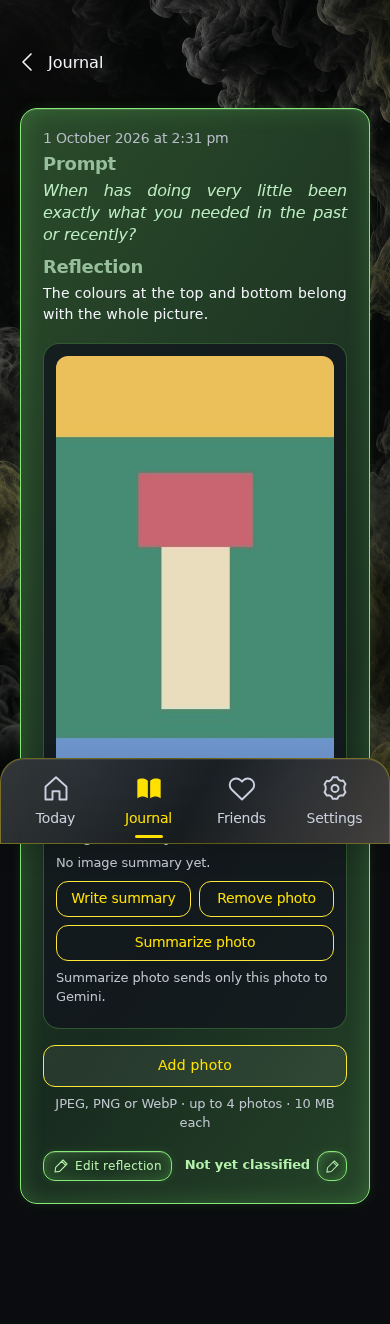 Journal
1 October 2026 at 2:31 pm
Prompt
When has doing very little been
exactly what you needed in the past
or recently?
Reflection
The colours at the top and bottom belong
with the whole picture.
Today
Journal
Friends
Settings
No image summary yet.
Write summary
Remove photo
Summarize photo
Summarize photo sends only this photo to
Gemini.
Add photo
JPEG, PNG or WebP · up to 4 photos · 10 MB
each
Edit reflection
Not yet classified